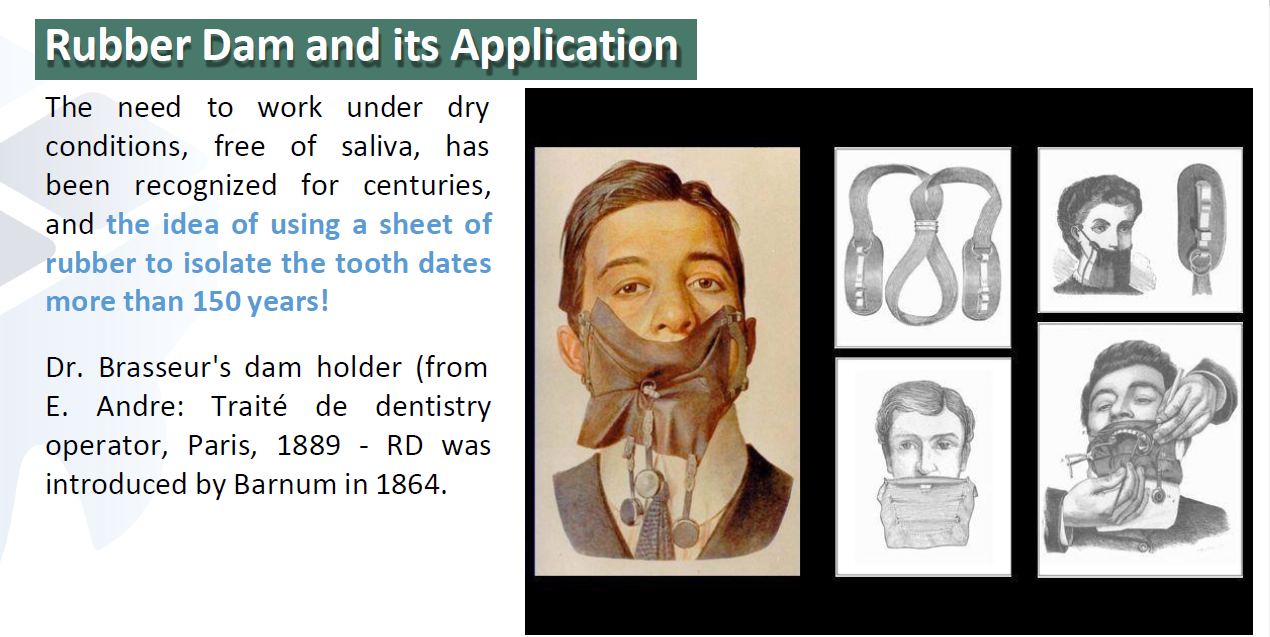 Rubber Dam and its Application
The need to work under dry
conditions, free of saliva, has
been recognized for centuries,
and the idea of using a sheet of
rubber to isolate the tooth dates
more than 150 years!
Dr. Brasseur's dam holder (from
E. Andre: Traité de dentistry
operator, Paris, 1889 - RD was
introduced by Barnum in 1864.